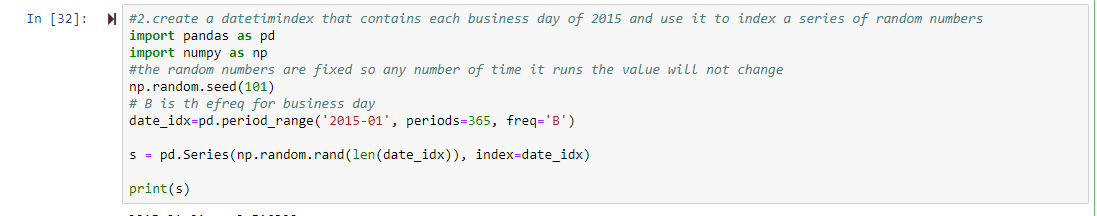 In [32]:
#2.create a datetimindex that contains each business day of 2015 and use it to index a series of random numbers
import pandas as pd
import numpy as np
#the random numbers are fixed so any number of time it runs the value will not change
np.random.seed(101)
# B is th efreq for business day
date_idx=pd.period_range('2015-01', periods=365, freq='B')
s = pd.Series(np.random.rand(len(date_idx)), index=date_idx)
print(s)